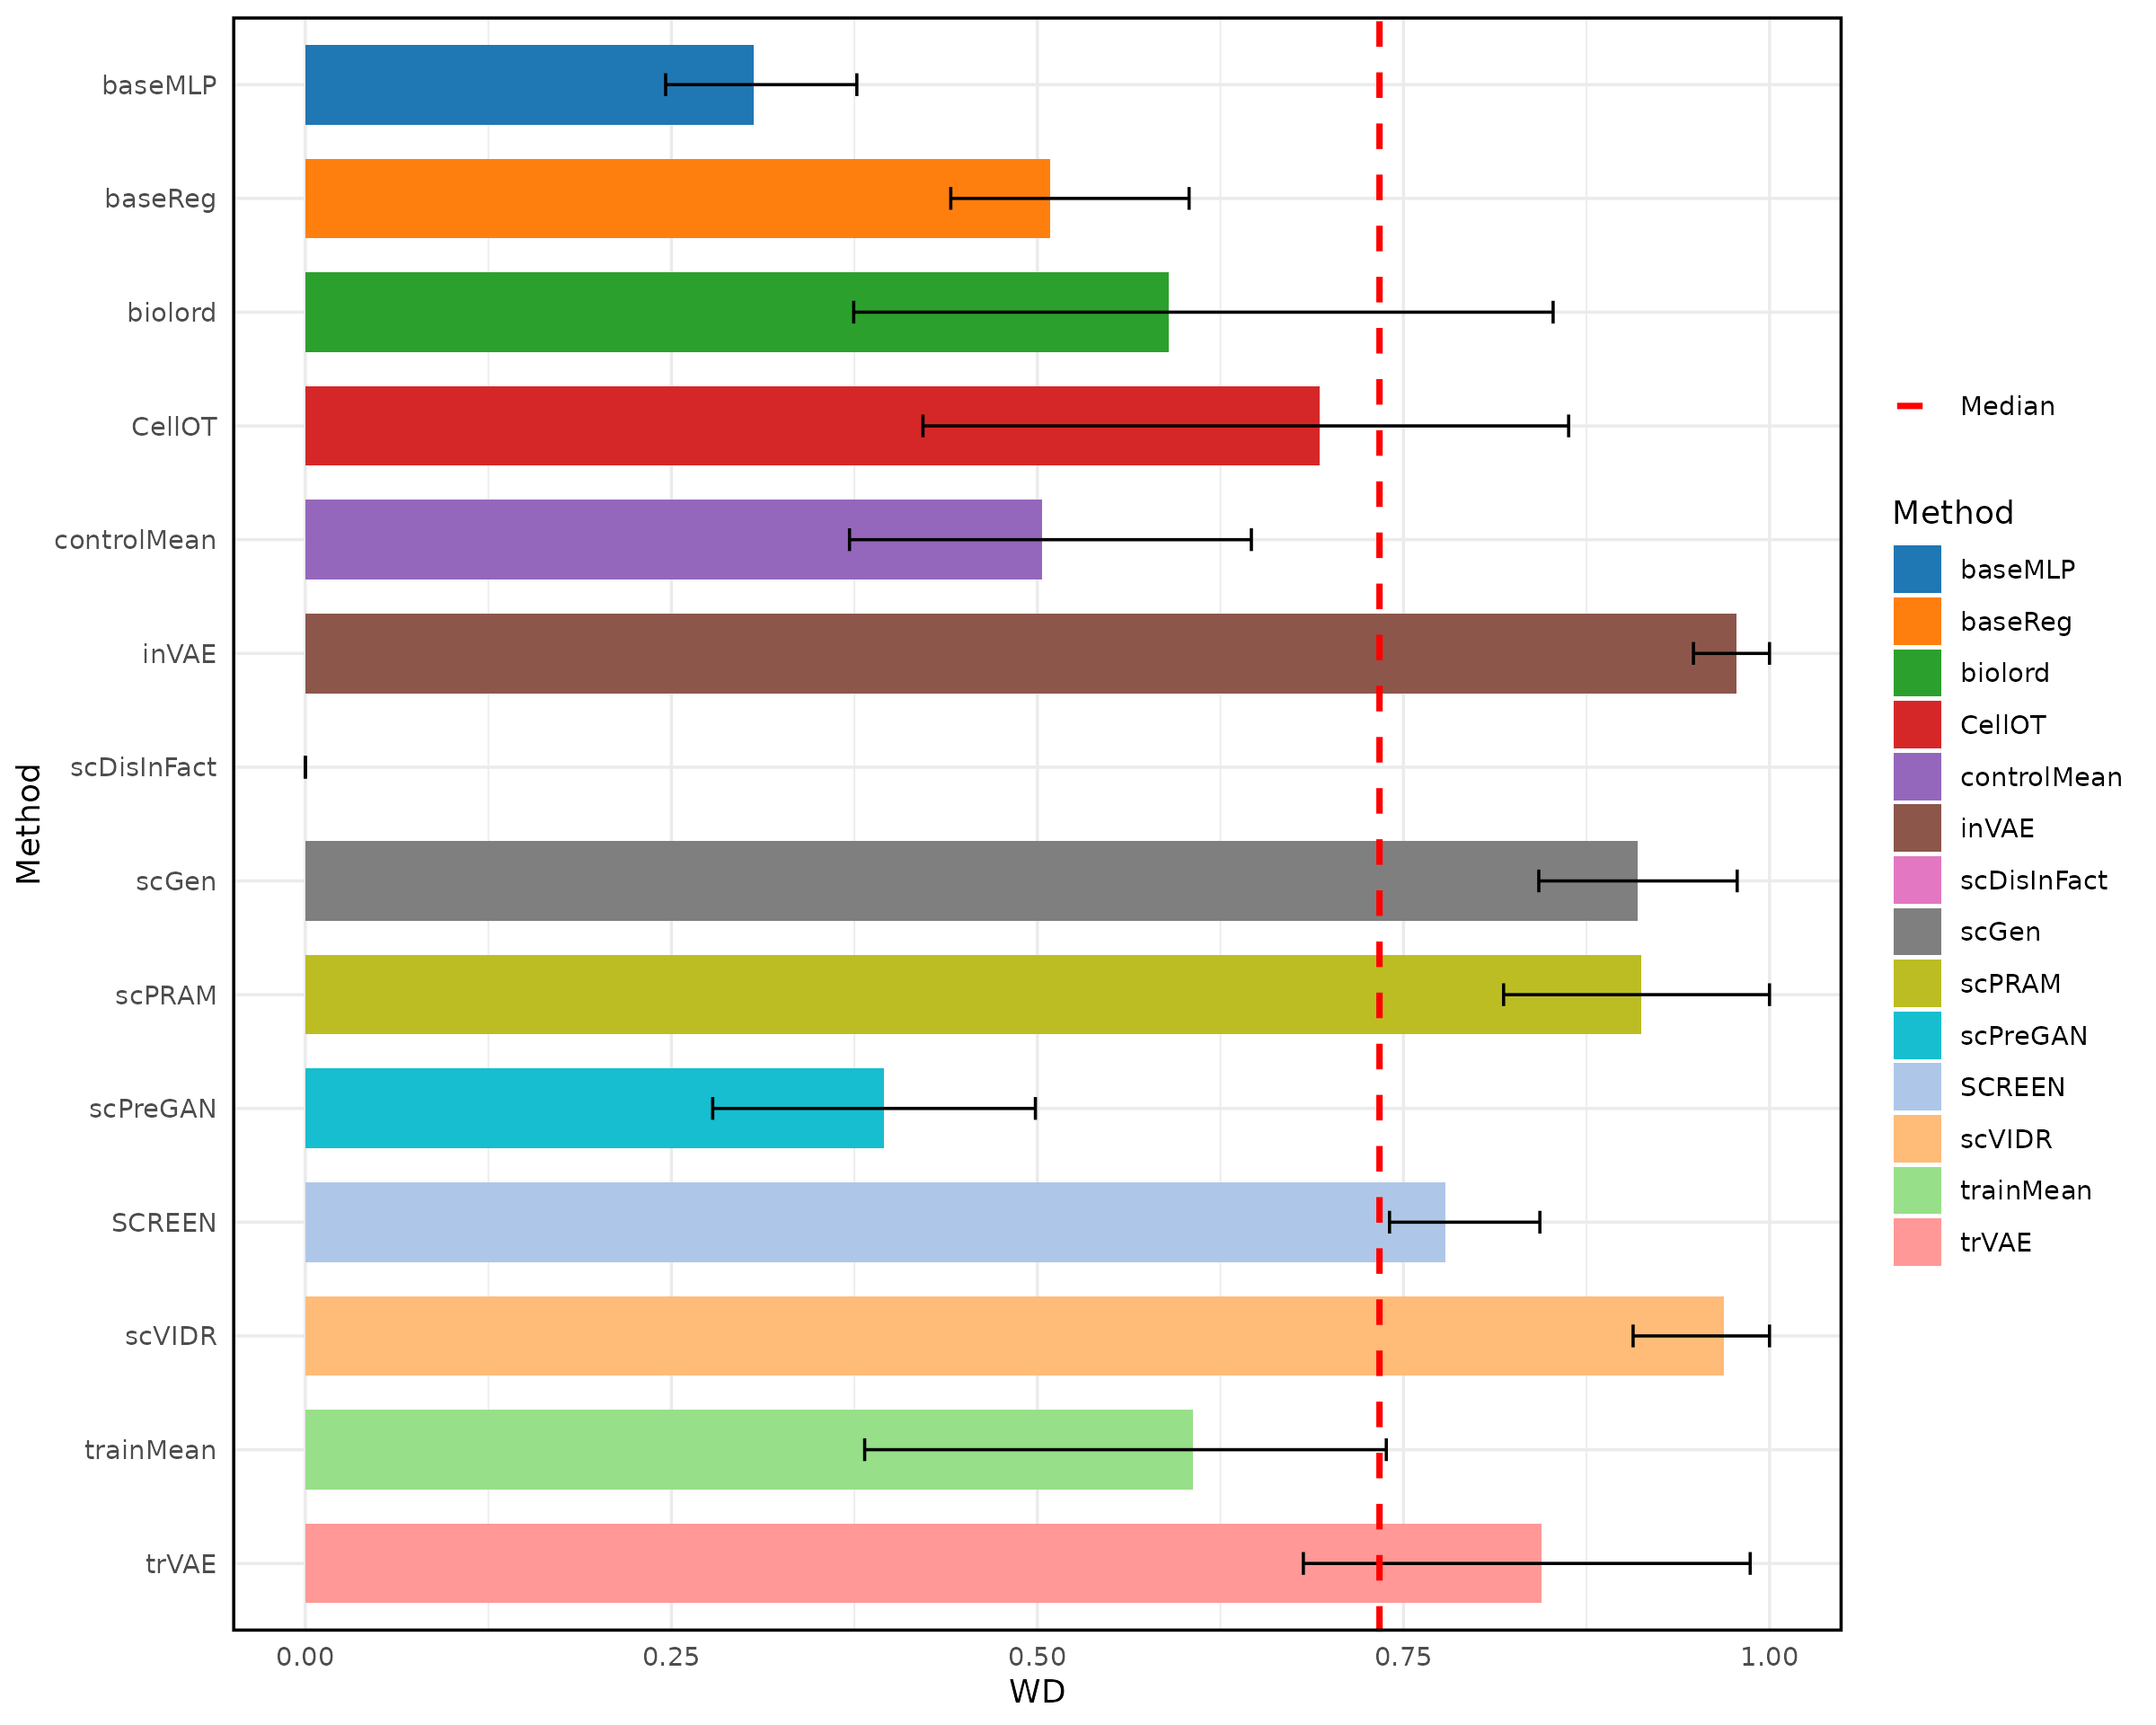 baseMLP
baseReg
biolord
CellOT
controlMean
inVAE
scDisInFact
scGen
scPRAM
scPreGAN
SCREEN
scVIDR
trainMean
trVAE
Method
0.00 0.25 0.50 0.75 1.00
WD
Median
Method
baseMLP
baseReg
biolord
CellOT
controlMean
inVAE
scDisInFact
scGen
scPRAM
scPreGAN
SCREEN
scVIDR
trainMean
trVAE